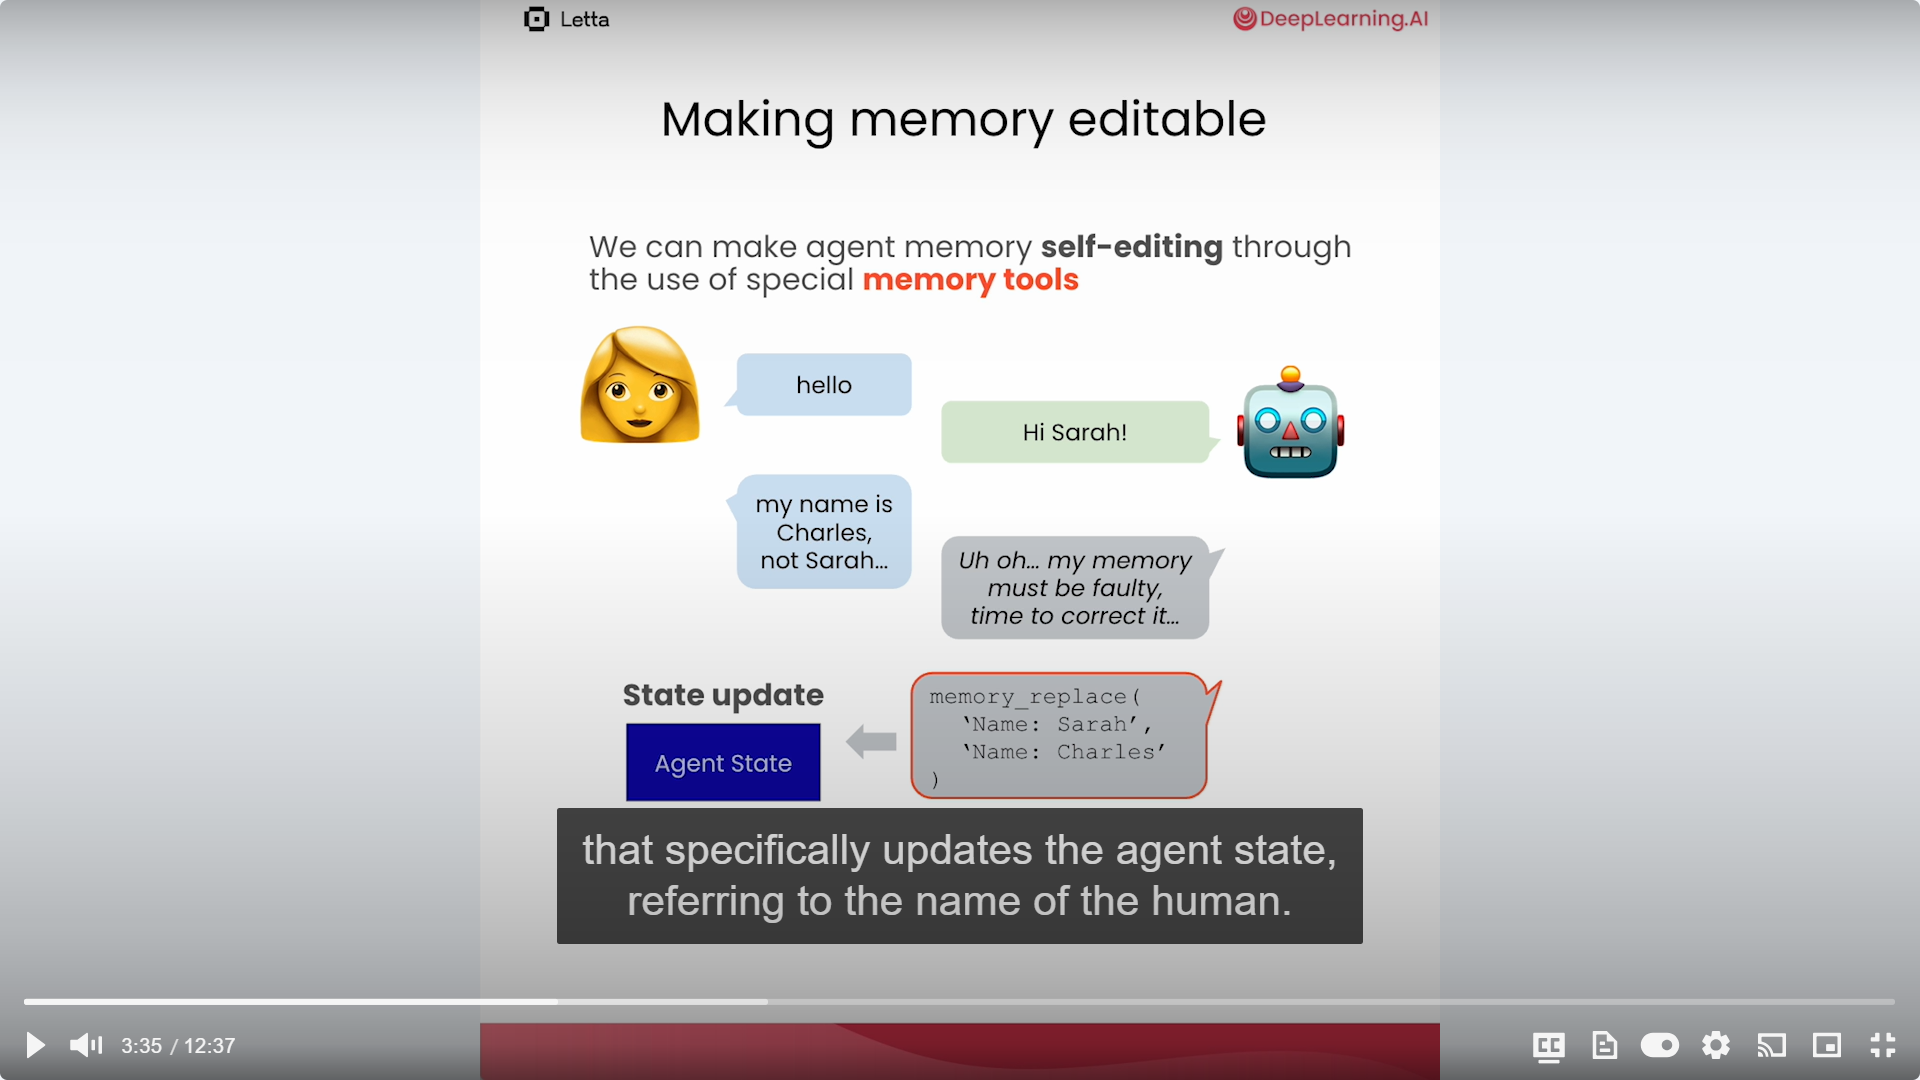 Letta
DeepLearning.AI
Making memory editable
We can make agent memory self-editing through
the use of special memory tools
hello
Hi Sarah!
my name is
Charles,
not Sarah...
Uh oh... my memory
must be faulty,
time to correct it...
State update
Agent State
memory_replace(
‘Name: Sarah’,
‘Name: Charles’
)
that specifically updates the agent state,
referring to the name of the human.
3:35 / 12:37
CC